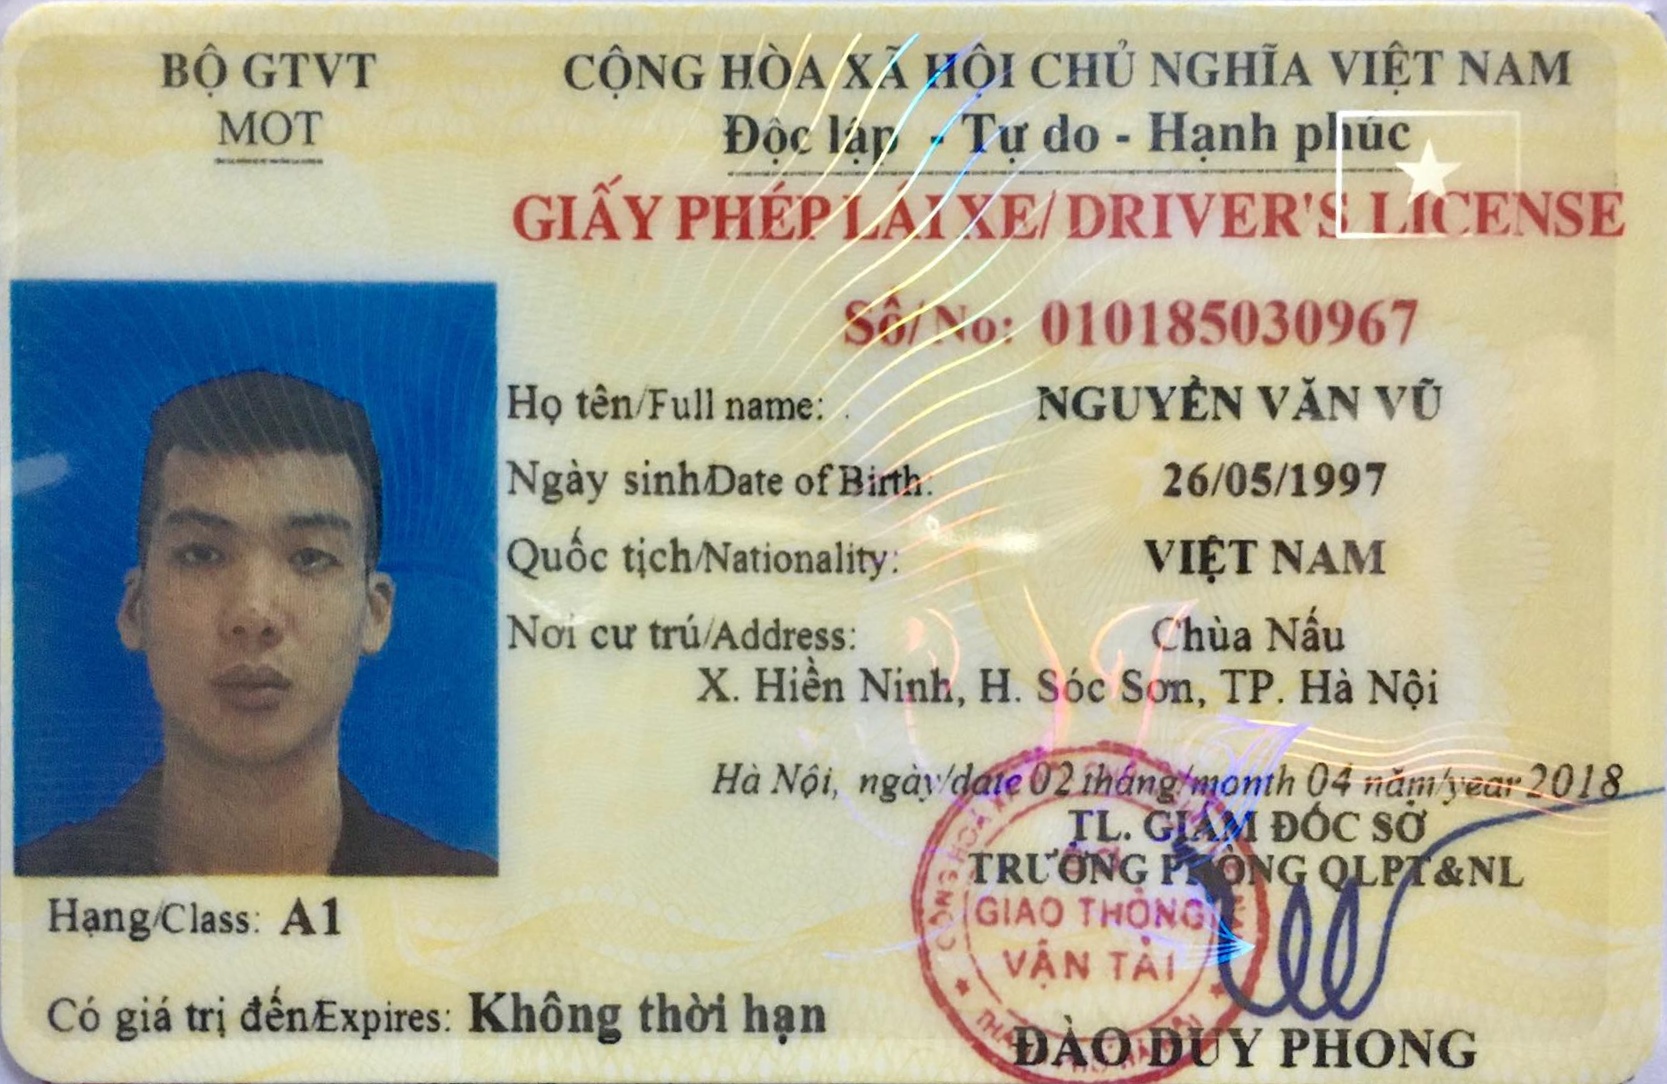 BỘ GTVT
MOT
CỘNG HÒA XÃ HỘI CHỦ NGHĨA VIỆT NAM
Độc lập - Tự do - Hạnh phúc
GIẤY PHÉP LÁI XE/ DRIVER'S LICENSE
Số/ No: 010185030967
Họ tên/Full name: NGUYỄN VĂN VŨ
Ngày sinh/Date of Birth: 26/05/1997
Quốc tịch/Nationality: VIỆT NAM
Nơi cư trú/Address: Chùa Nấu
X. Hiền Ninh, H. Sóc Sơn, TP. Hà Nội
Hà Nội, ngày/date 02 tháng/month 04 năm/year 2018
TL. GIÁM ĐỐC SỞ
TRƯỞNG PHÒNG QLPT&NL
GIAO THÔNG
VẬN TẢI
ĐÀO DUY PHONG
Hạng/Class: A1
Có giá trị đến/Expires: Không thời hạn